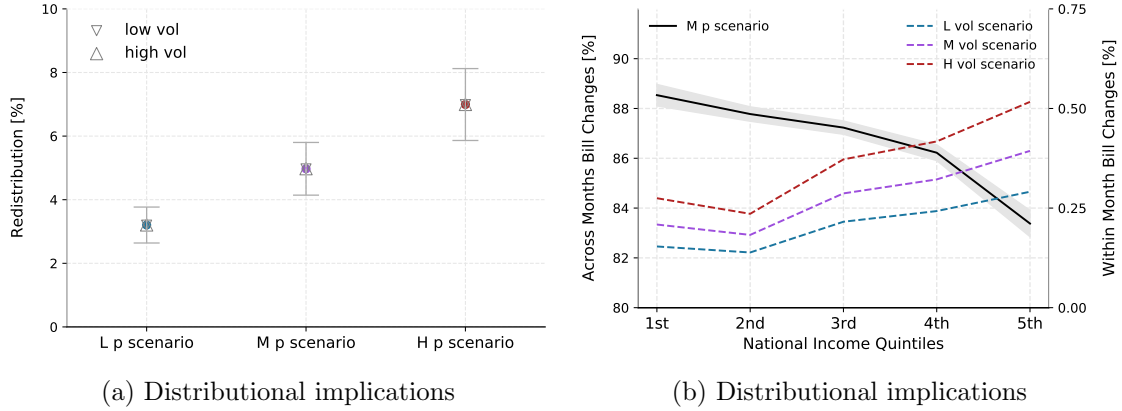 Redistribution [%]
10
8
6
4
2
0
low vol
high vol
L p scenario
M p scenario
H p scenario
(a) Distributional implications
Across Months Bill Changes [%]
90
88
86
84
82
80
M p scenario
L vol scenario
M vol scenario
H vol scenario
0.75
0.50
0.25
0.00
Within Month Bill Changes [%]
1st
2nd
3rd
4th
5th
National Income Quintiles
(b) Distributional implications